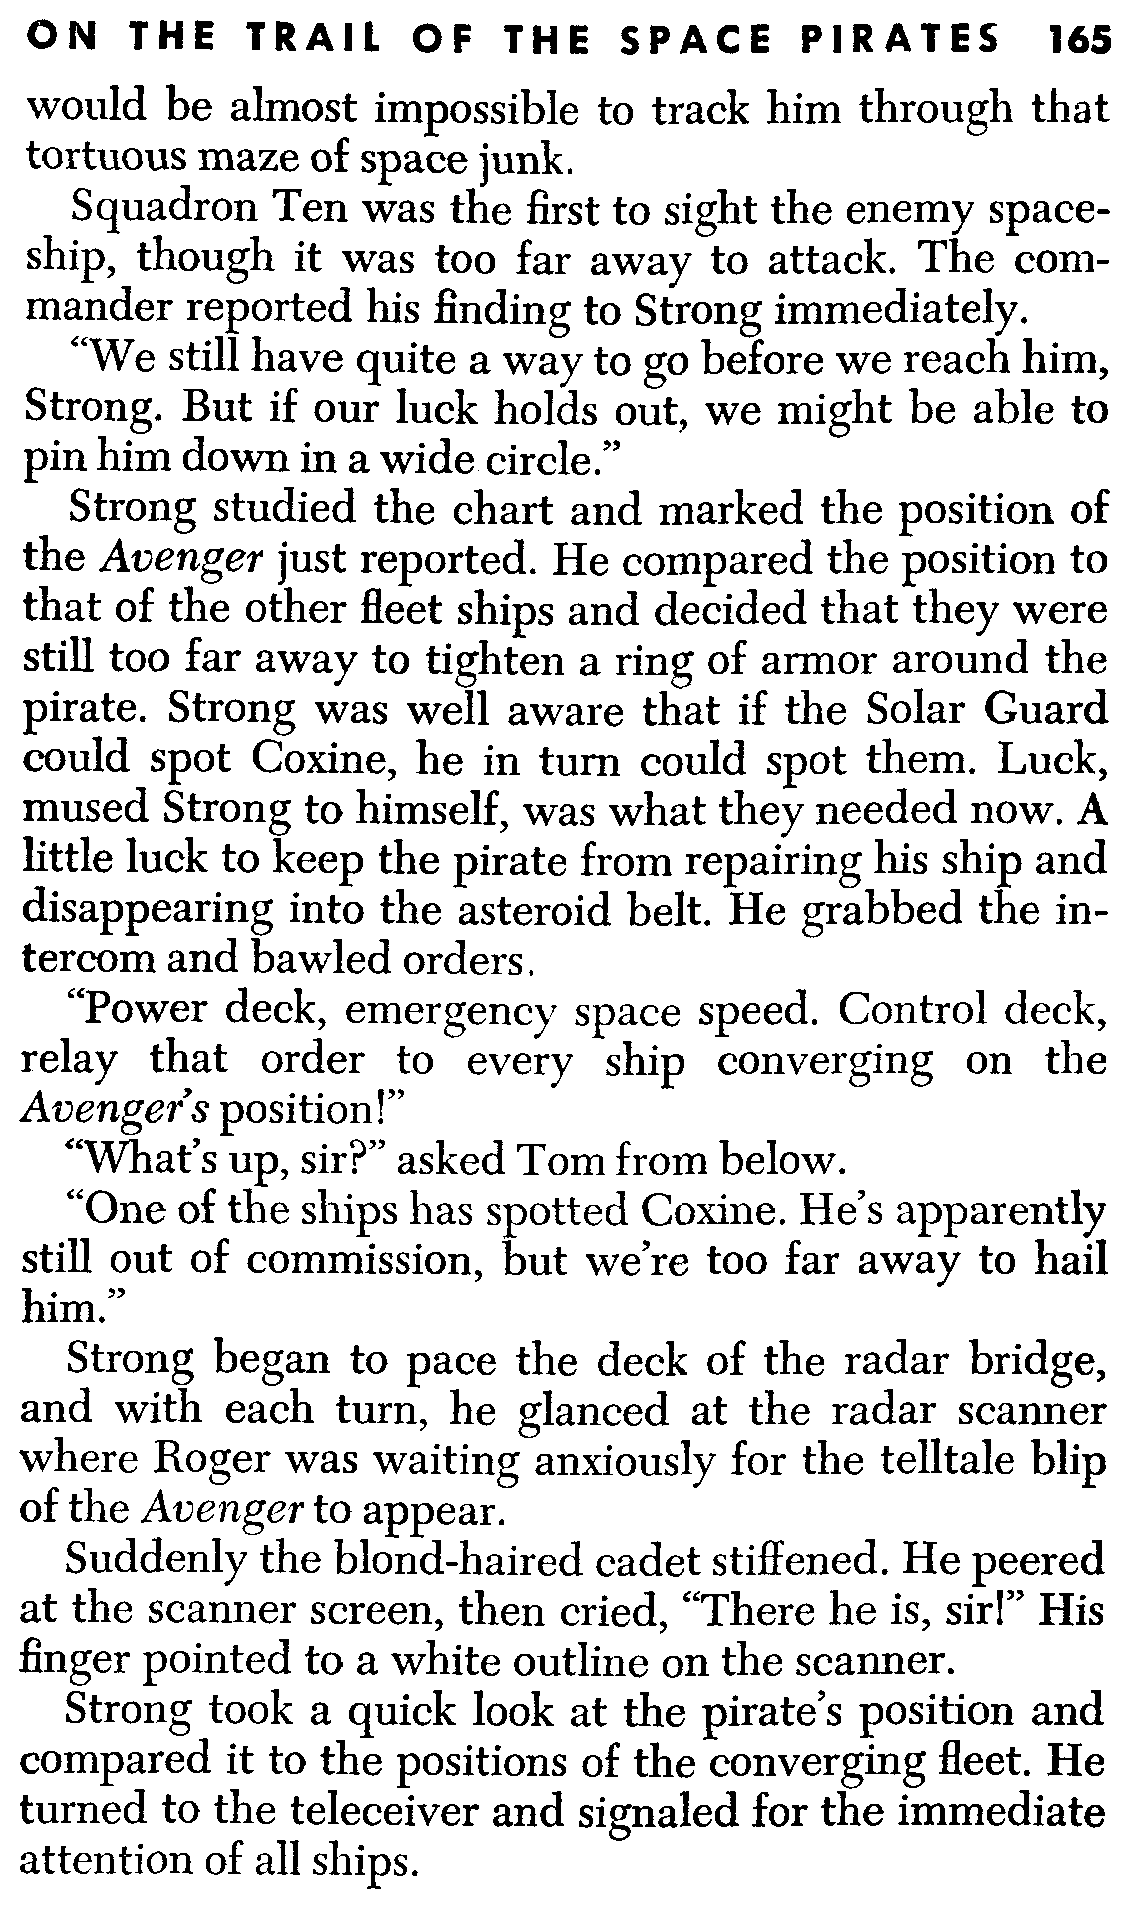 ON THE TRAIL OF THE SPACE PIRATES 165
would be almost impossible to track him through that
tortuous maze of space junk.
Squadron Ten was the first to sight the enemy space-
ship, though it was too far away to attack. The com-
mander reported his finding to Strong immediately.
“We still have quite a way to go before we reach him,
Strong. But if our luck holds out, we might be able to
pin him down in a wide circle.”
Strong studied the chart and marked the position of
the Avenger just reported. He compared the position to
that of the other fleet ships and decided that they were
still too far away to tighten a ring of armor around the
pirate. Strong was well aware that if the Solar Guard
could spot Coxine, he in turn could spot them. Luck,
mused Strong to himself, was what they needed now. A
little luck to keep the pirate from repairing his ship and
disappearing into the asteroid belt. He grabbed the in-
tercom and bawled orders.
“Power deck, emergency space speed. Control deck,
relay that order to every ship converging on the
Avenger’s position!”
“What’s up, sir?” asked Tom from below.
“One of the ships has spotted Coxine. He’s apparently
still out of commission, but we’re too far away to hail
him.”
Strong began to pace the deck of the radar bridge,
and with each turn, he glanced at the radar scanner
where Roger was waiting anxiously for the telltale blip
of the Avenger to appear.
Suddenly the blond-haired cadet stiffened. He peered
at the scanner screen, then cried, “There he is, sir!” His
finger pointed to a white outline on the scanner.
Strong took a quick look at the pirate’s position and
compared it to the positions of the converging fleet. He
turned to the teleceiver and signaled for the immediate
attention of all ships.